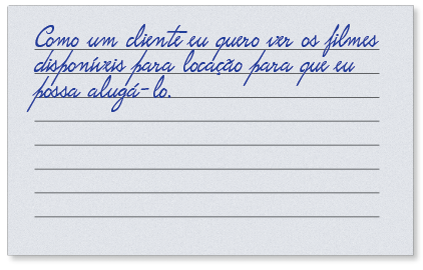 Como um cliente eu quero ver os filmes
disponíveis para locação para que eu
possa alugá-lo.